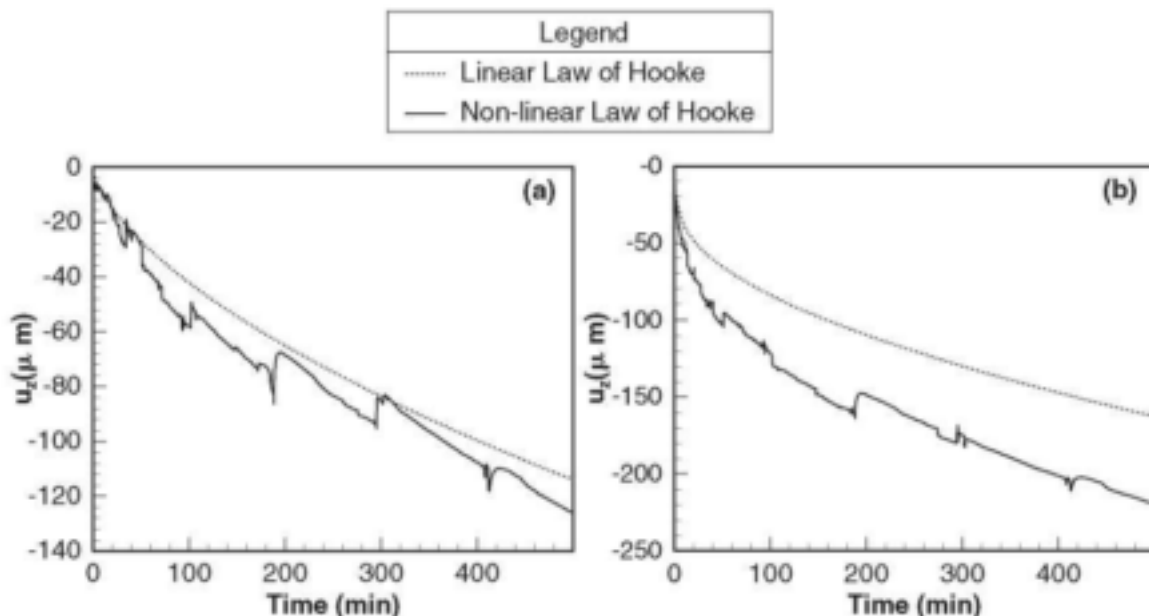 Legend
Linear Law of Hooke
Non-linear Law of Hooke
(a)
0
-20
-40
-60
-80
-100
-120
-140
u_z(μ m)
0 100 200 300 400
Time (min)
(b)
-0
-50
-100
-150
-200
-250
u_z(μ m)
0 100 200 300 400
Time (min)